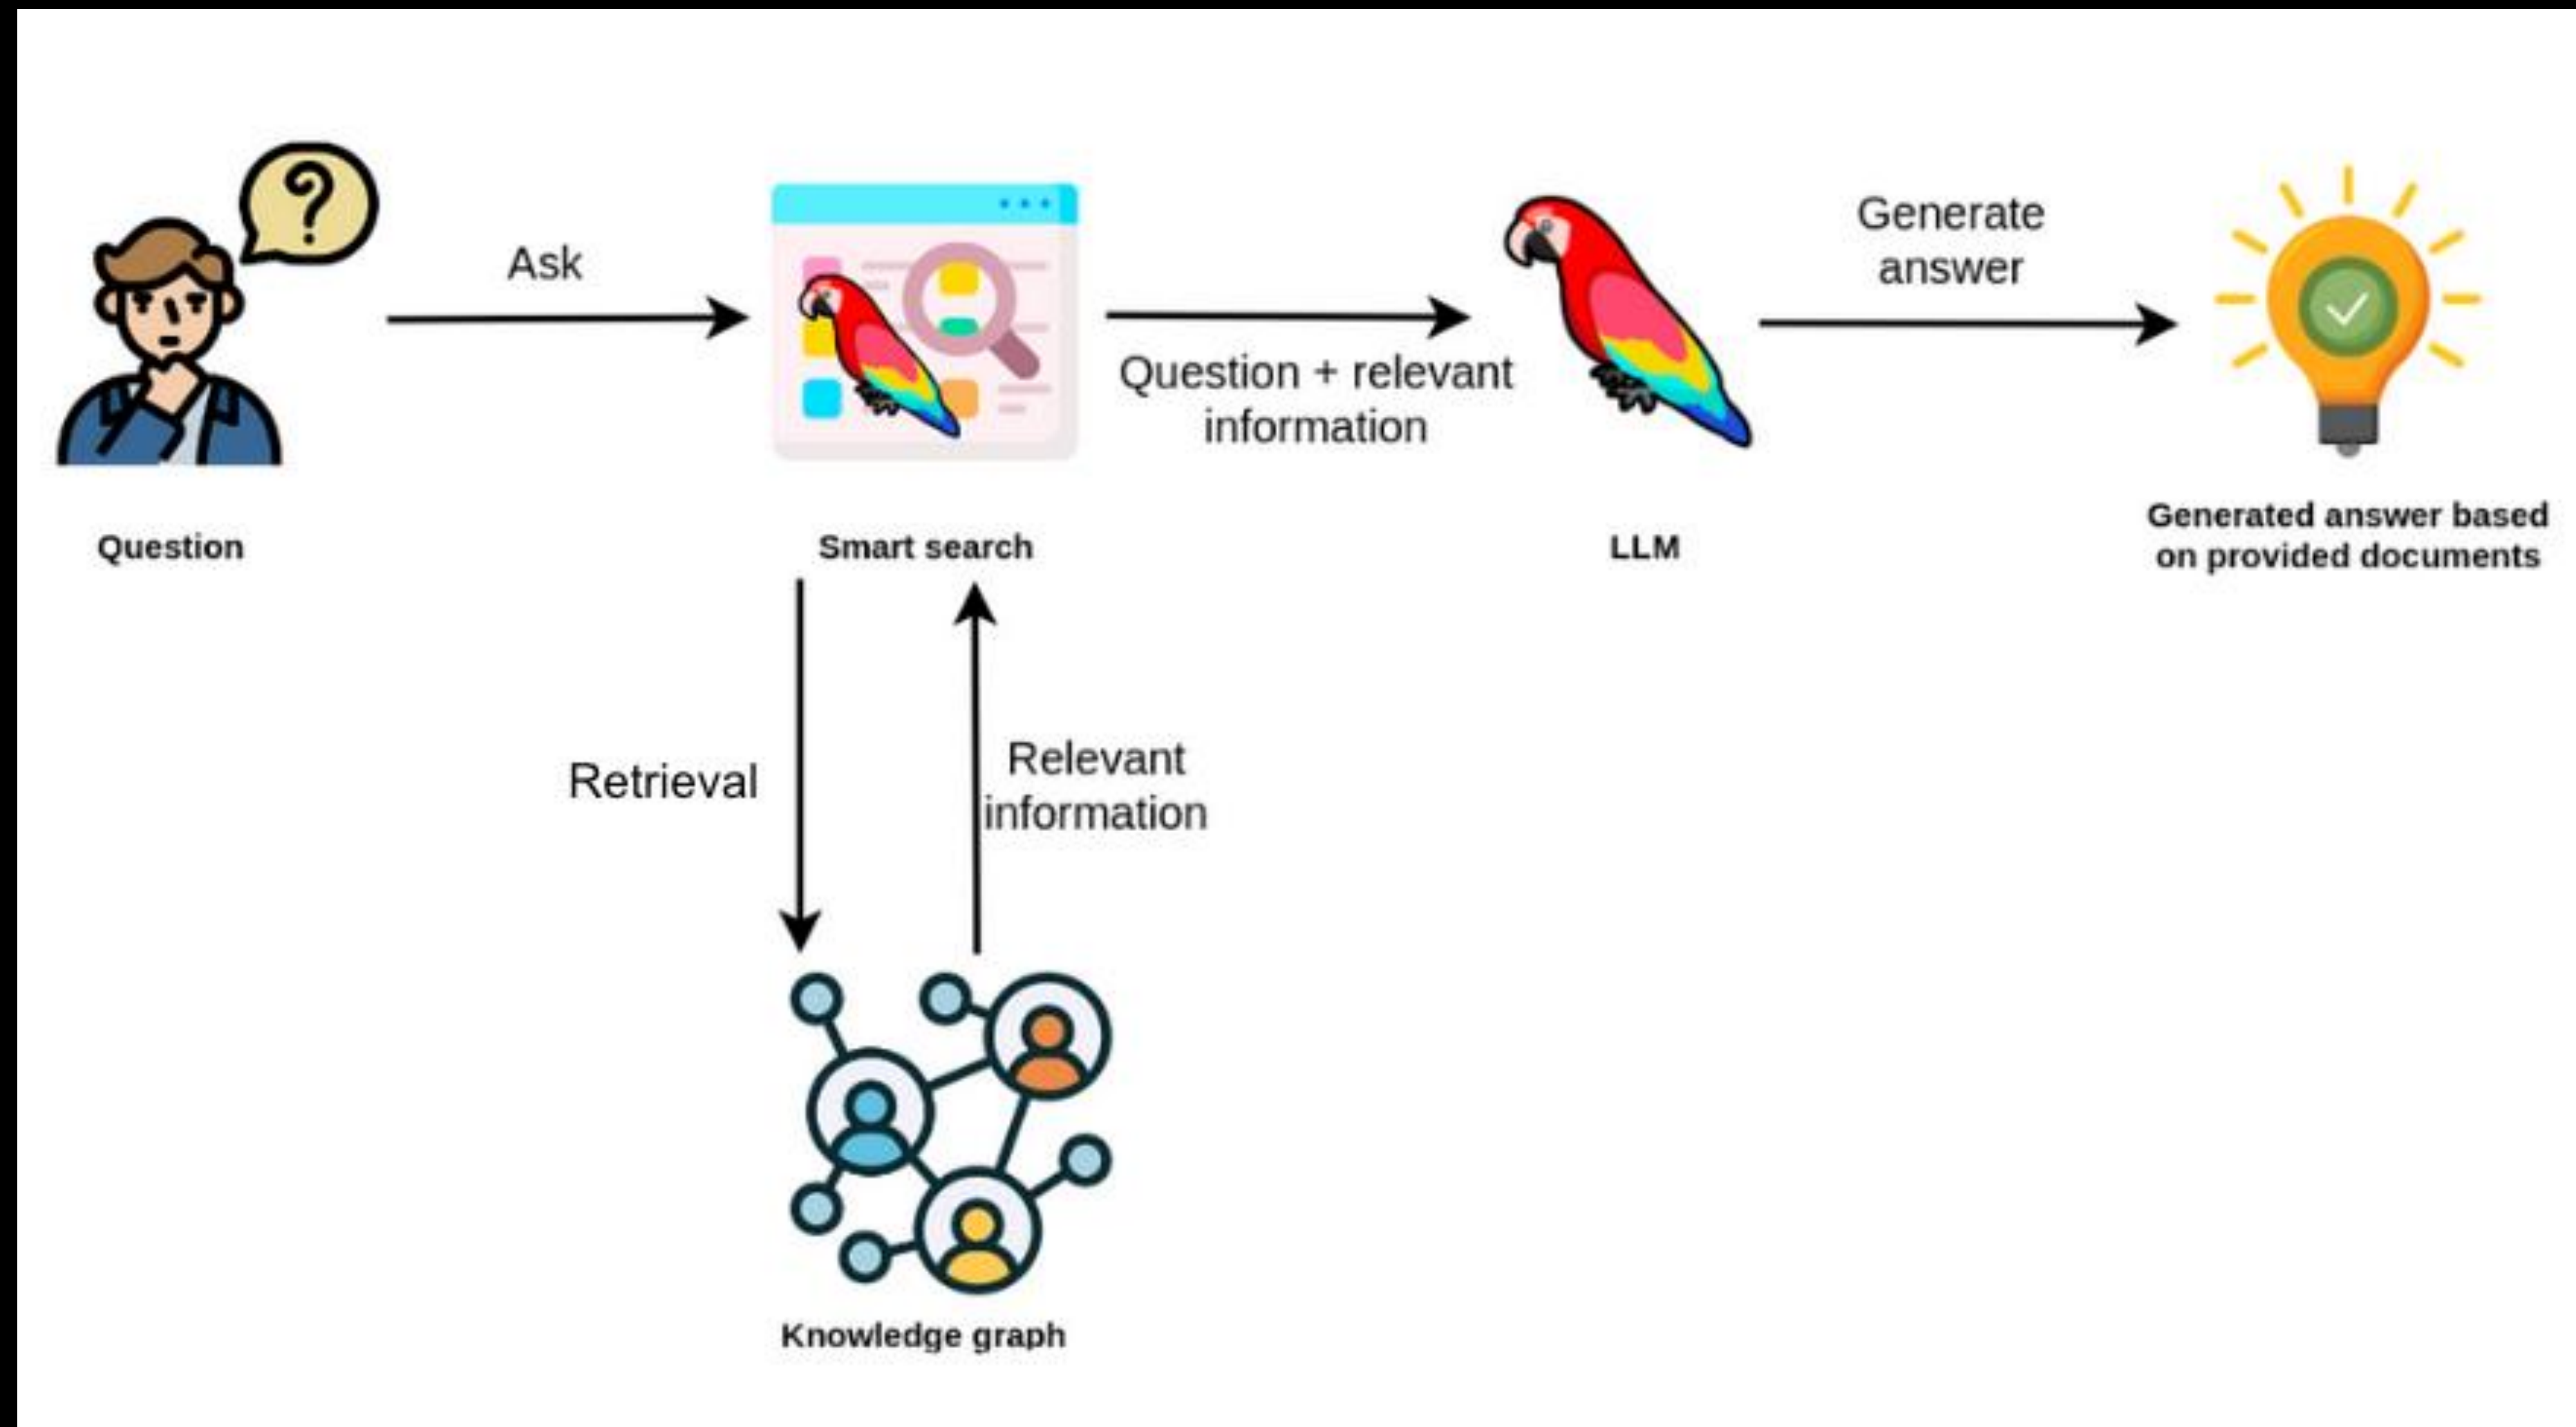 ?
Ask
Generate
answer
Question + relevant
information
Question
Smart search
LLM
Generated answer based
on provided documents
Retrieval
Relevant
information
Knowledge graph